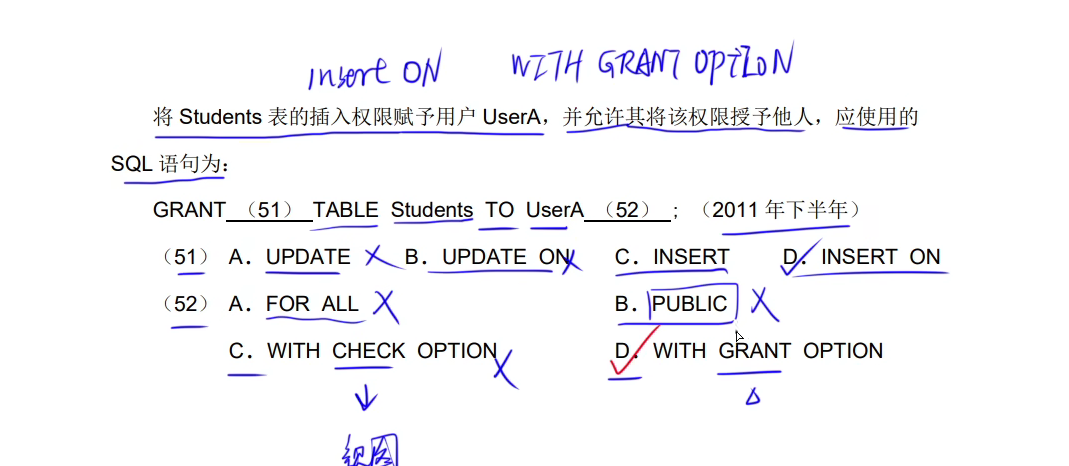 Insert ON WITH GRANT OPTION
将 Students 表的插入权限赋予用户 UserA，并允许其将该权限授予他人，应使用的
SQL 语句为：
GRANT （51） TABLE Students TO UserA （52） ；（2011 年下半年）
（51）A．UPDATE B．UPDATE ON C．INSERT D．INSERT ON
（52）A．FOR ALL B．PUBLIC
C．WITH CHECK OPTION D．WITH GRANT OPTION
视图